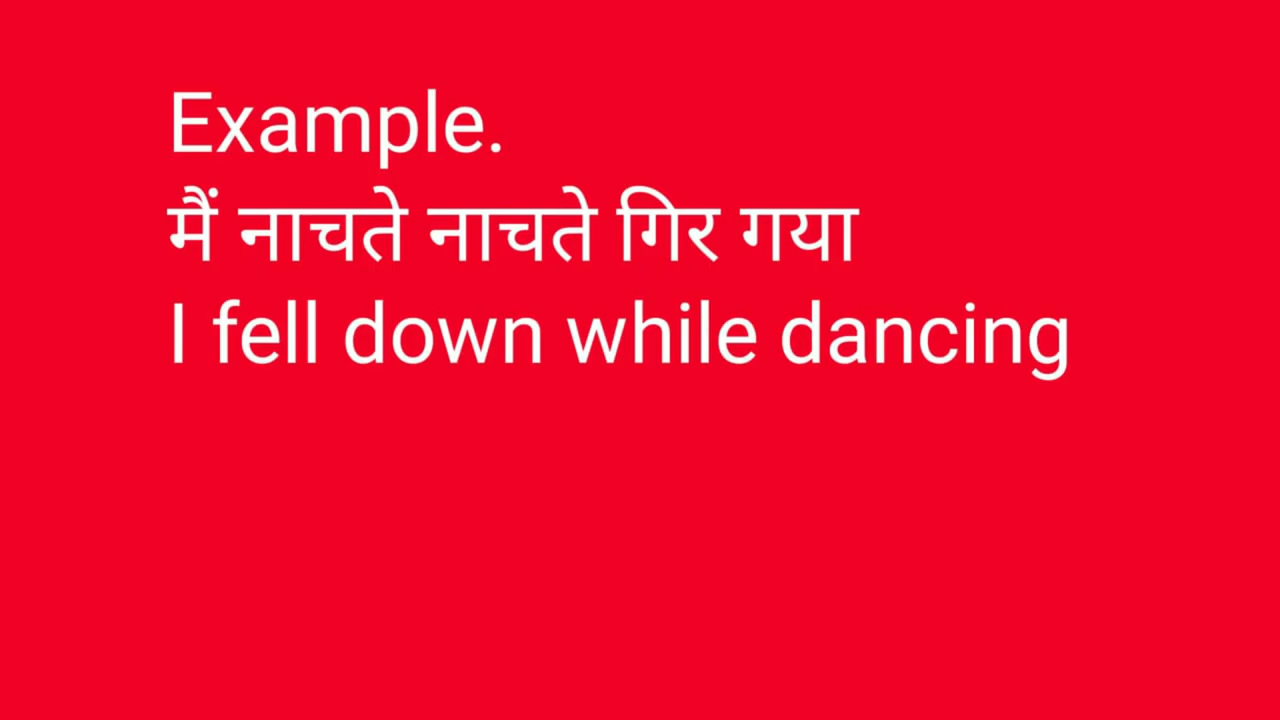 Example.
मैं नाचते नाचते गिर गया
I fell down while dancing